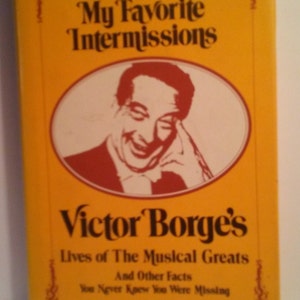 My Favorite
Intermissions
Victor Borge's
Lives of The Musical Greats
And Other Facts
You Never Knew You Were Missing